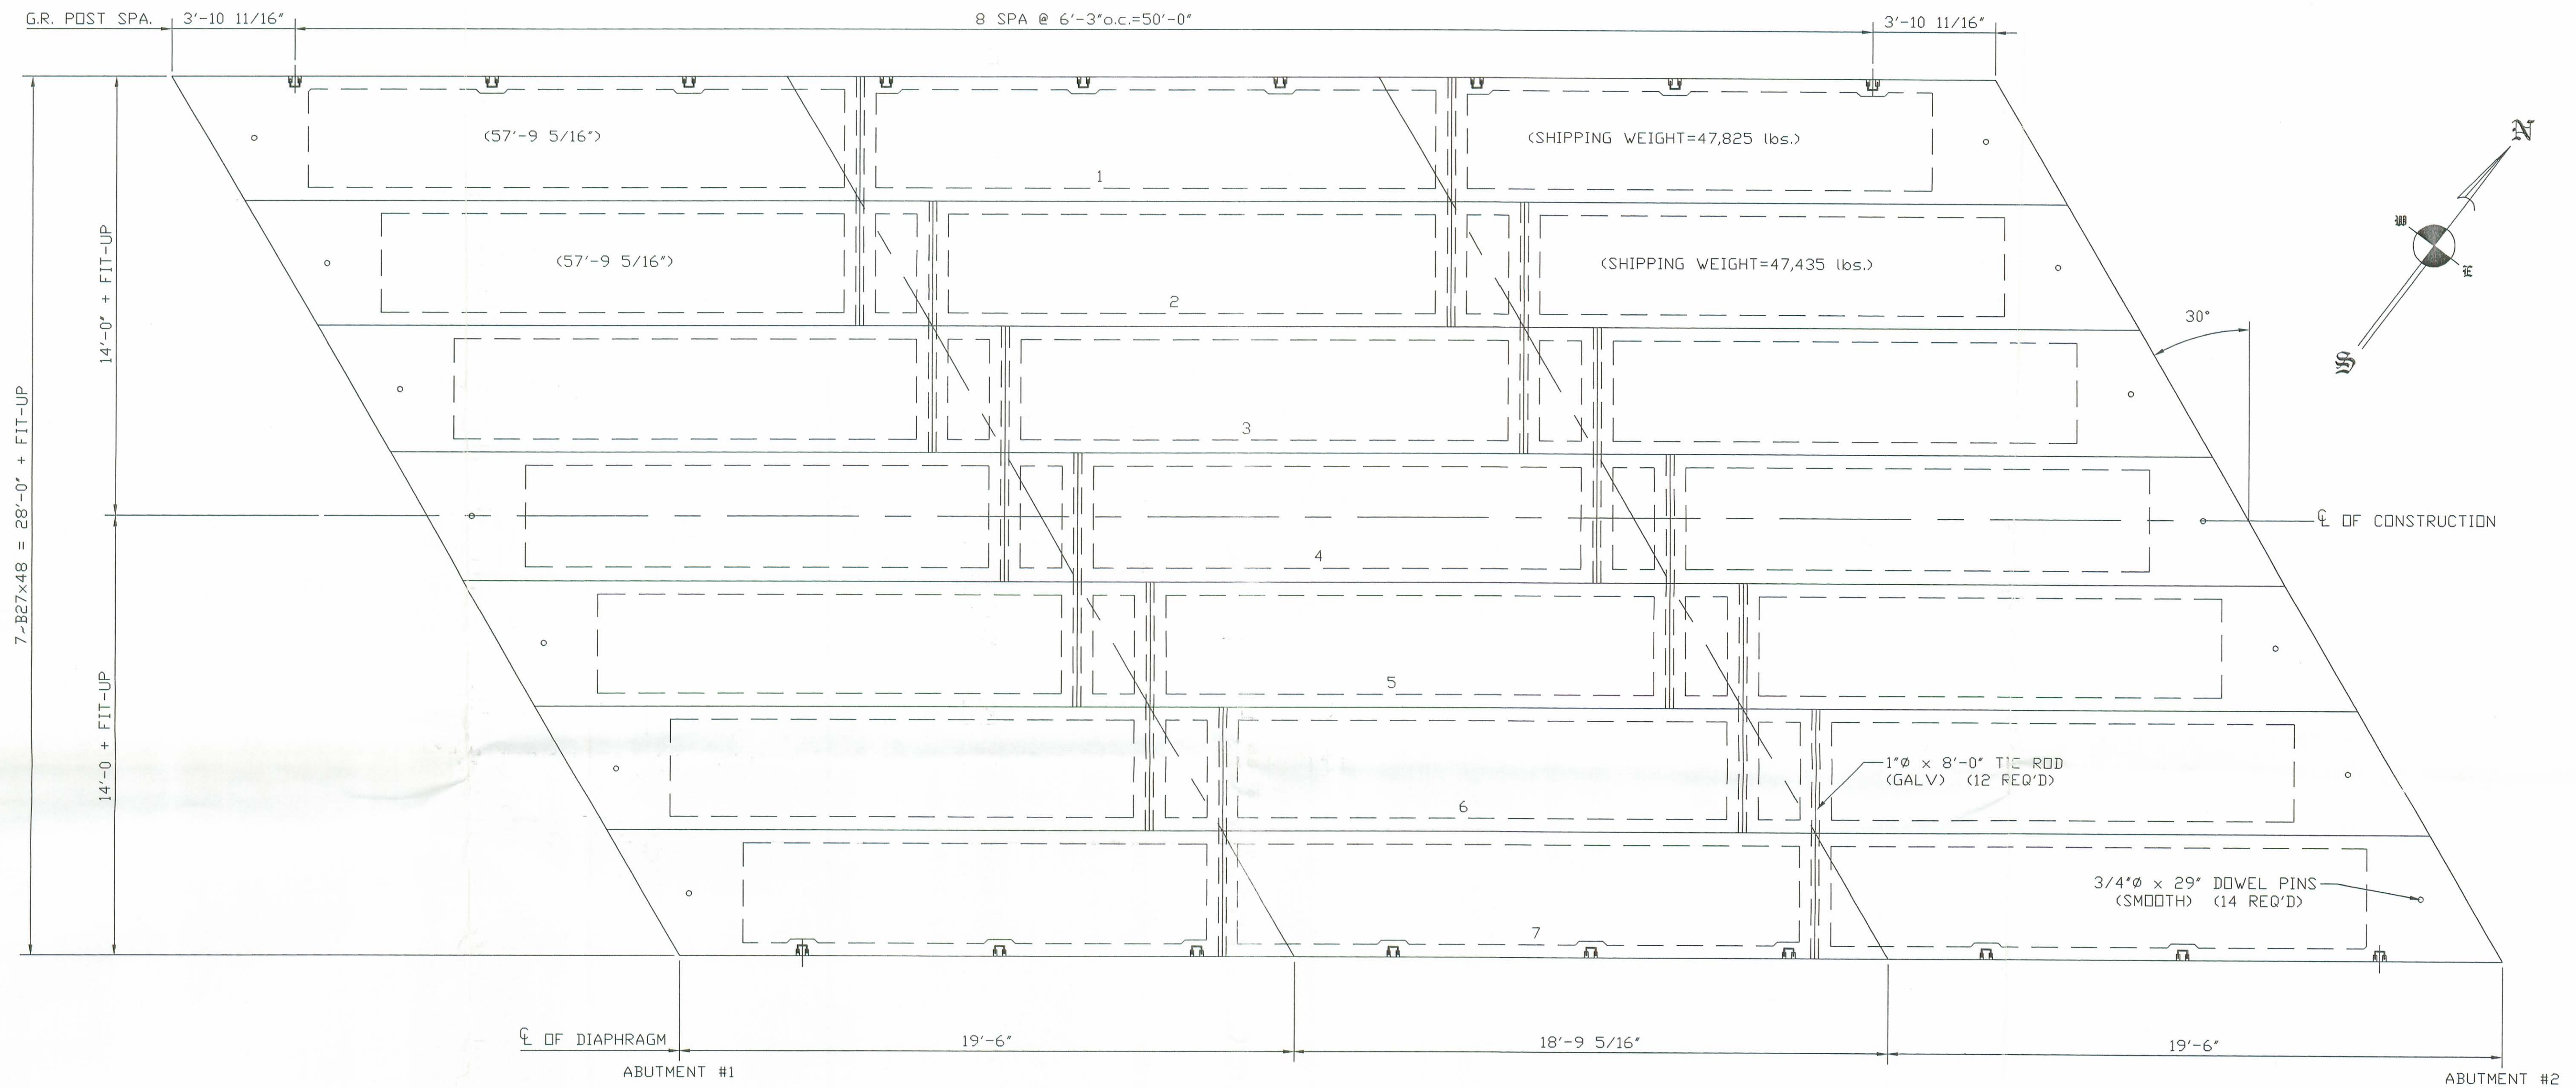 G.R. POST SPA.
3'-10 11/16"
8 SPA @ 6'-3"o.c.=50'-0"
3'-10 11/16"
(57'-9 5/16")
1
(SHIPPING WEIGHT=47,825 lbs.)
N
W
E
S
(57'-9 5/16")
2
(SHIPPING WEIGHT=47,435 lbs.)
30°
14'-0" + FIT-UP
7~B27x48 = 28'-0" + FIT-UP
14'-0 + FIT-UP
3
4
℄ OF CONSTRUCTION
5
6
1"Ø x 8'-0" TIE ROD
(GALV) (12 REQ'D)
7
3/4"Ø x 29" DOWEL PINS
(SMOOTH) (14 REQ'D)
℄ OF DIAPHRAGM
19'-6"
18'-9 5/16"
19'-6"
ABUTMENT #1
ABUTMENT #2